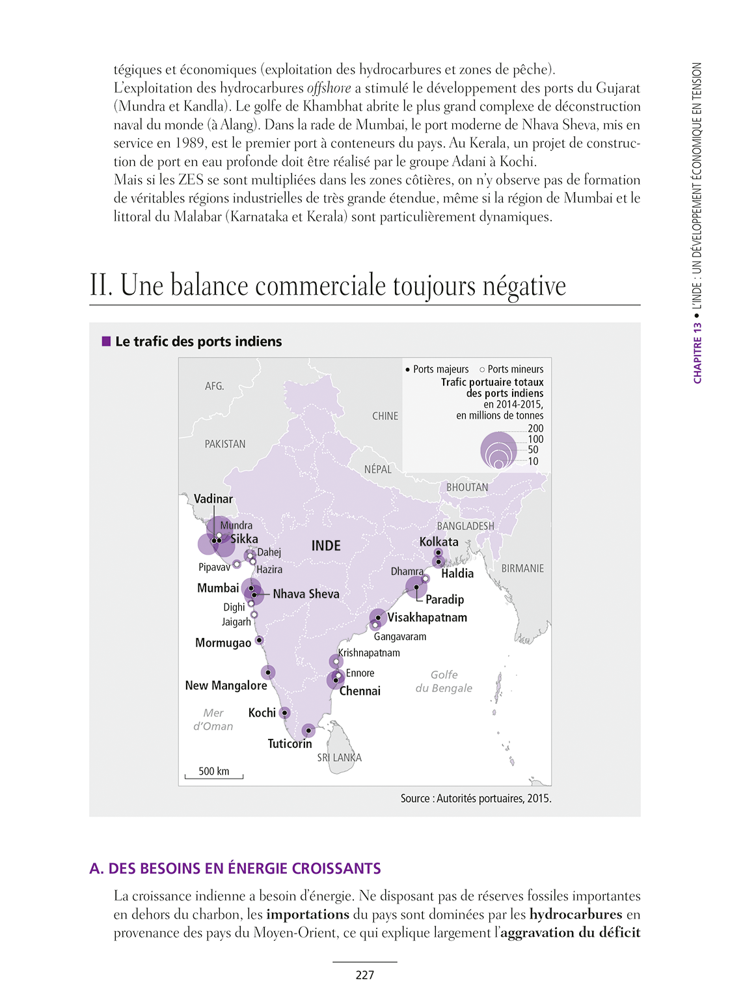 tégiques et économiques (exploitation des hydrocarbures et zones de pêche).
L’exploitation des hydrocarbures offshore a stimulé le développement des ports du Gujarat
(Mundra et Kandla). Le golfe de Khambhat abrite le plus grand complexe de déconstruction
naval du monde (à Alang). Dans la rade de Mumbai, le port moderne de Nhava Sheva, mis en
service en 1989, est le premier port à conteneurs du pays. Au Kerala, un projet de construc-
tion de port en eau profonde doit être réalisé par le groupe Adani à Kochi.
Mais si les ZES se sont multipliées dans les zones côtières, on n’y observe pas de formation
de véritables régions industrielles de très grande étendue, même si la région de Mumbai et le
littoral du Malabar (Karnataka et Kerala) sont particulièrement dynamiques.
CHAPITRE 13 • L’INDE : UN DÉVELOPPEMENT ÉCONOMIQUE EN TENSION
II. Une balance commerciale toujours négative
Le trafic des ports indiens
Ports majeurs
Ports mineurs
Trafic portuaire totaux
des ports indiens
en 2014-2015,
en millions de tonnes
200
100
50
10
AFG.
CHINE
PAKISTAN
NÉPAL
BHOUTAN
Vadinar
Mundra
BANGLADESH
Sikka
INDE
Kolkata
Dahej
Pipavav
Hazira
Dhamra
Haldia
BIRMANIE
Mumbai
Nhava Sheva
Paradip
Dighi
Jaigarh
Visakhapatnam
Gangavaram
Mormugao
Krishnapatnam
Ennore
Golfe
du Bengale
New Mangalore
Chennai
Mer
d’Oman
Kochi
Tuticorin
SRI LANKA
500 km
Source : Autorités portuaires, 2015.
A. DES BESOINS EN ÉNERGIE CROISSANTS
La croissance indienne a besoin d’énergie. Ne disposant pas de réserves fossiles importantes
en dehors du charbon, les importations du pays sont dominées par les hydrocarbures en
provenance des pays du Moyen-Orient, ce qui explique largement l’aggravation du déficit
227